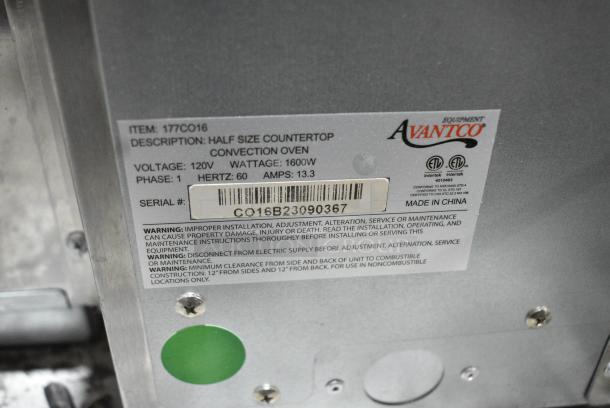 ITEM: 177CO16
DESCRIPTION: HALF SIZE COUNTERTOP
CONVECTION OVEN
VOLTAGE: 120V WATTAGE: 1600W
PHASE: 1 HERTZ: 60 AMPS: 13.3
SERIAL #:
CO16B23090367
EQUIPMENT
AVANTCO
Intertek Intertek
MADE IN CHINA
WARNING: IMPROPER INSTALLATION, ADJUSTMENT, ALTERATION, SERVICE OR MAINTENANCE
CAN CAUSE PROPERTY DAMAGE, INJURY OR DEATH. READ THE INSTALLATION, OPERATING, AND
MAINTENANCE INSTRUCTIONS THOROUGHLY BEFORE INSTALLING OR SERVICING THIS
EQUIPMENT.
WARNING: DISCONNECT FROM ELECTRIC SUPPLY BEFORE ADJUSTMENT, ALTERNATION, SERVICE
OR MAINTENANCE.
WARNING: MINIMUM CLEARANCE FROM SIDE AND BACK OF UNIT TO COMBUSTIBLE
CONSTRUCTION: 12" FROM SIDES AND 12" FROM BACK. FOR USE IN NONCOMBUSTIBLE
LOCATIONS ONLY.